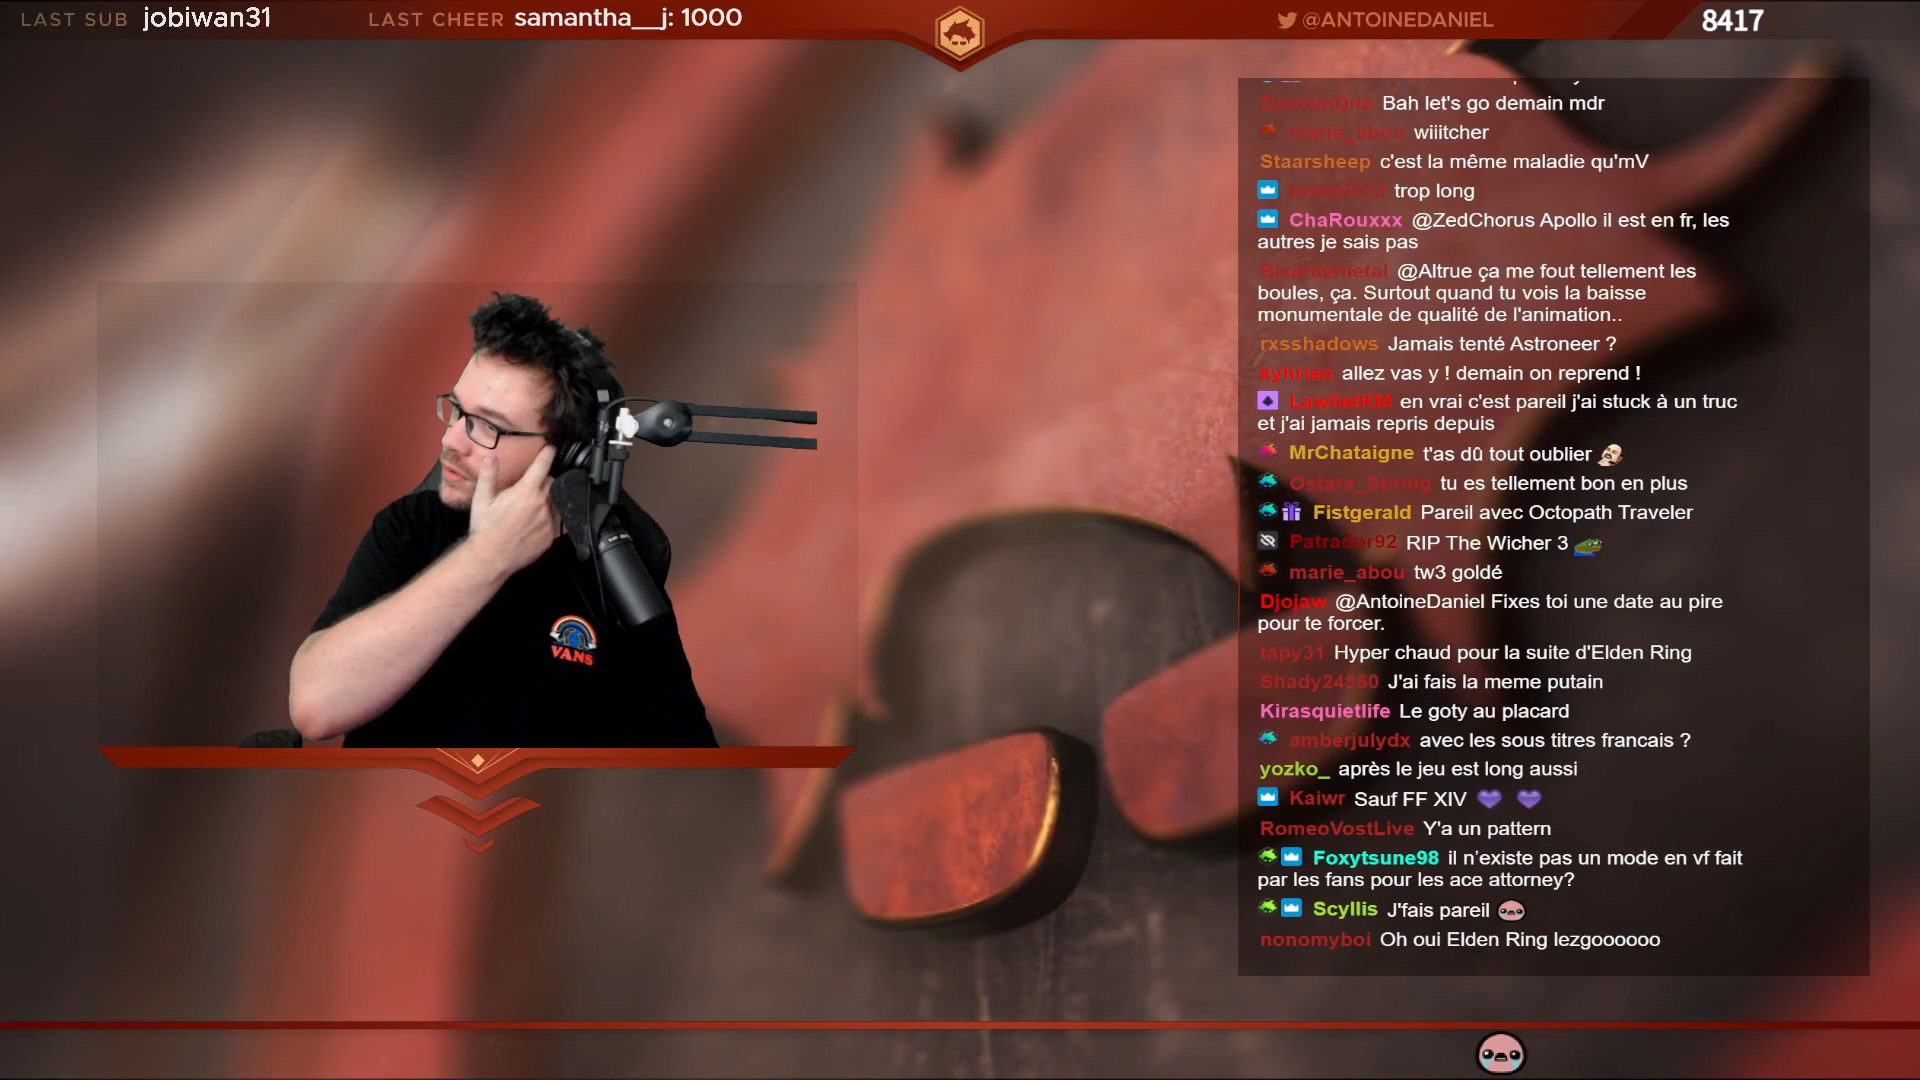 LAST SUB jobiwan31 LAST CHEER samantha__j: 1000 @ANTOINEDANIEL 8417
DamienDne Bah let's go demain mdr
marie_abou wiiitcher
Staarsheep c'est la même maladie qu'mV
trop long
ChaRouxxx @ZedChorus Apollo il est en fr, les
autres je sais pas
@Altrue ça me fout tellement les
boules, ça. Surtout quand tu vois la baisse
monumentale de qualité de l'animation..
rxsshadows Jamais tenté Astroneer ?
kyhrian allez vas y ! demain on reprend !
LawlietKM en vrai c'est pareil j'ai stuck à un truc
et j'ai jamais repris depuis
MrChataigne t'as dû tout oublier
Ostara_Spring tu es tellement bon en plus
Fistgerald Pareil avec Octopath Traveler
Patrador92 RIP The Wicher 3
marie_abou tw3 goldé
Djojaw @AntoineDaniel Fixes toi une date au pire
pour te forcer.
tapy31 Hyper chaud pour la suite d'Elden Ring
Shady24560 J'ai fais la meme putain
Kirasquietlife Le goty au placard
amberjulydx avec les sous titres francais ?
yozko_ après le jeu est long aussi
Kaiwr Sauf FF XIV
RomeoVostLive Y'a un pattern
Foxytsune98 il n'existe pas un mode en vf fait
par les fans pour les ace attorney?
Scyllis J'fais pareil
nonomyboi Oh oui Elden Ring lezgoooooo
VANS